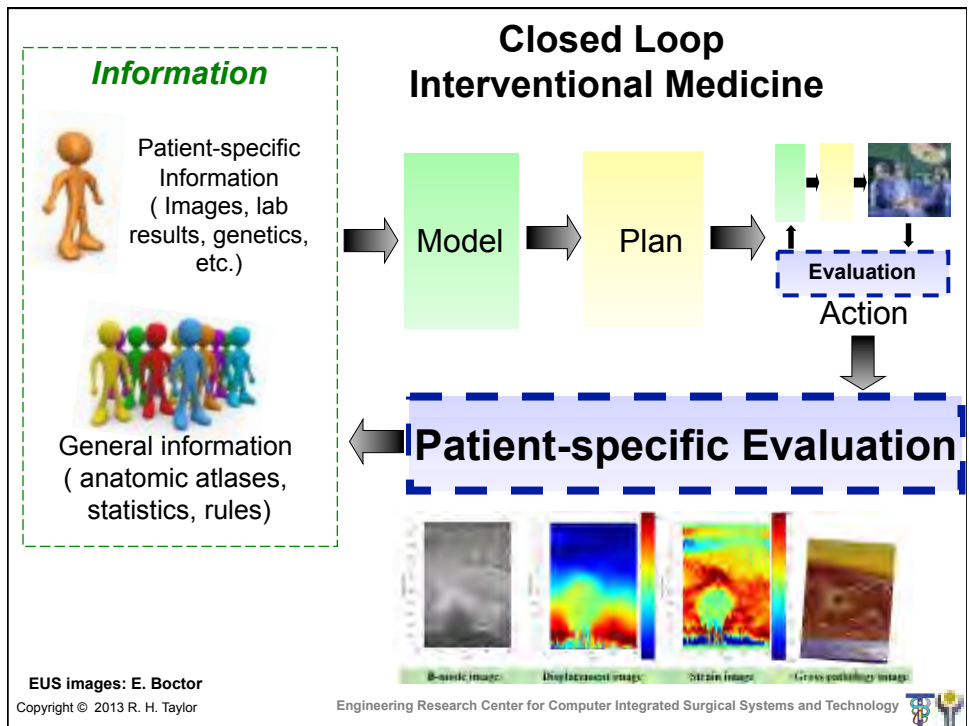 Closed Loop
Interventional Medicine
Information
Patient-specific
Information
( Images, lab
results, genetics,
etc.)
General information
( anatomic atlases,
statistics, rules)
Model
Plan
Evaluation
Action
Patient-specific Evaluation
B-mode image
Displacement image
Strain image
Gross pathology image
EUS images: E. Boctor
Copyright © 2013 R. H. Taylor
Engineering Research Center for Computer Integrated Surgical Systems and Technology